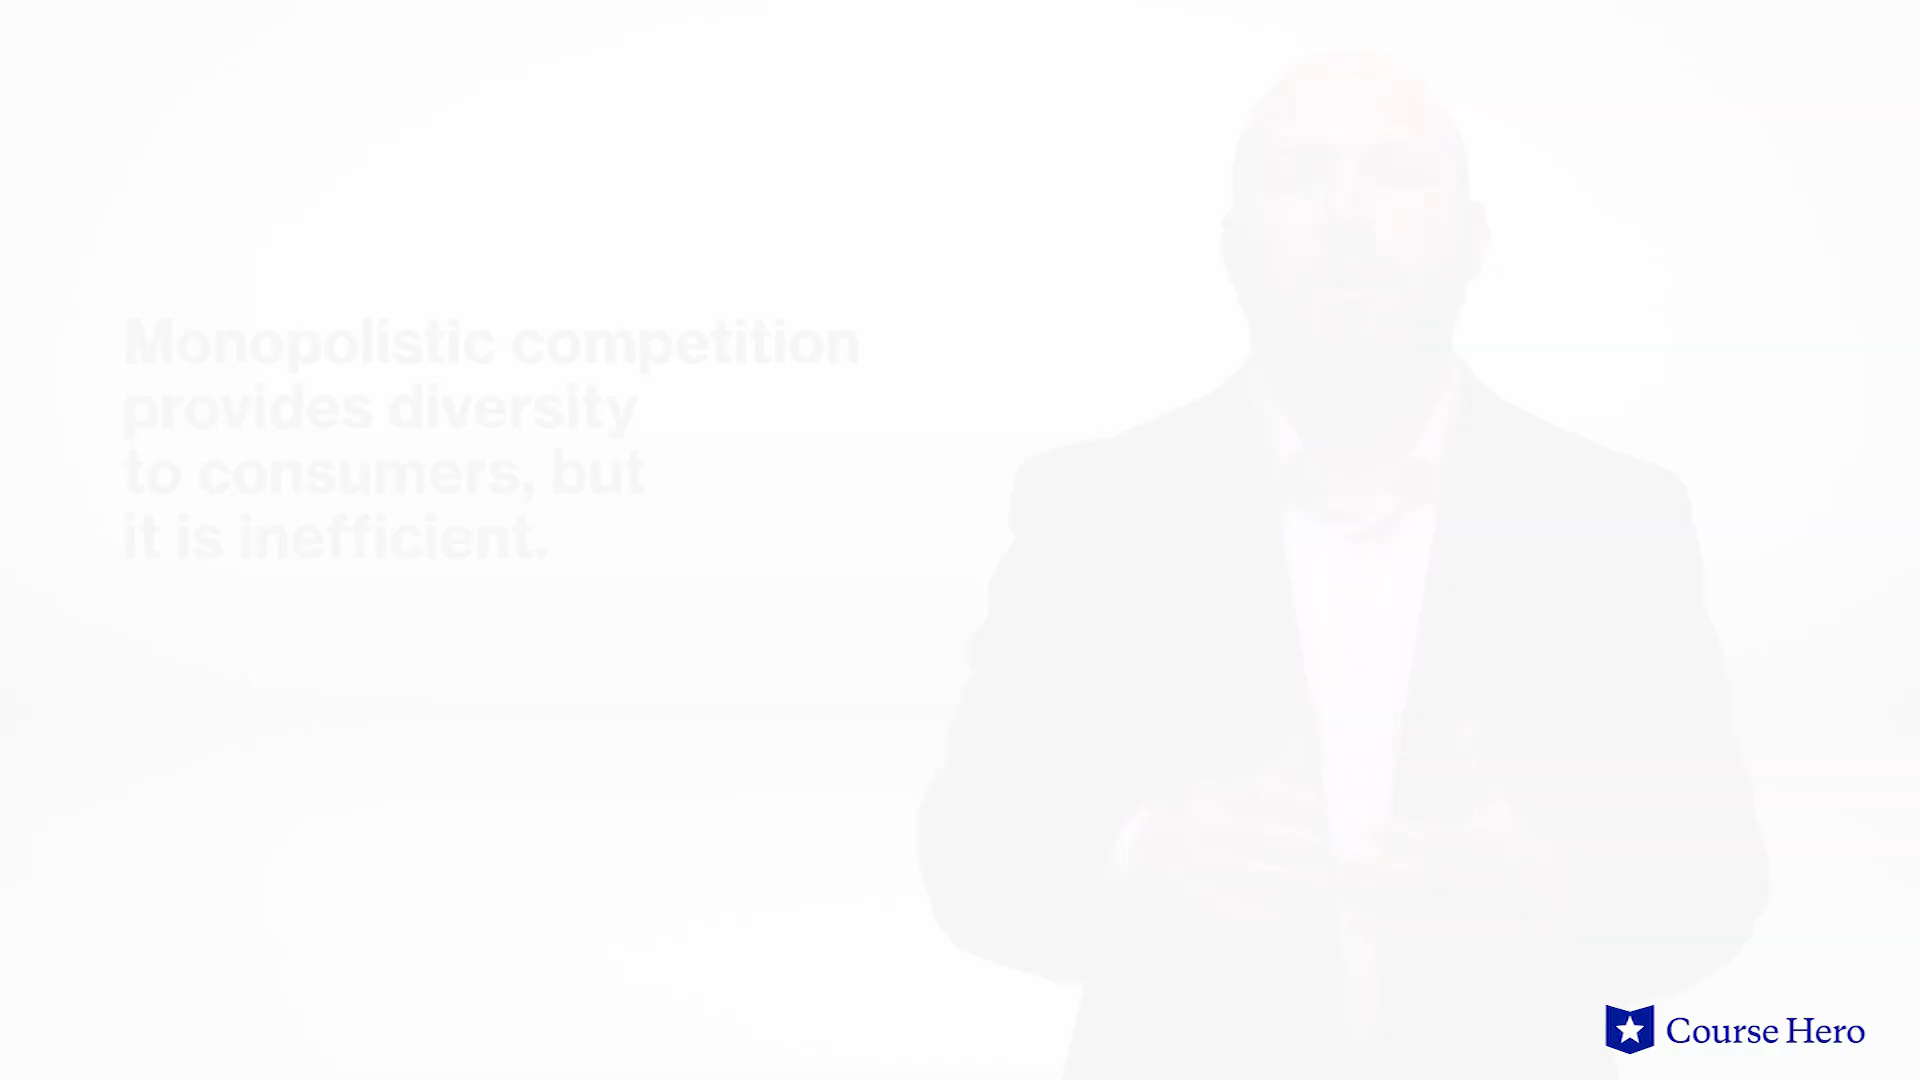 Monopolistic competition
provides diversity
to consumers, but
it is inefficient.
Course Hero